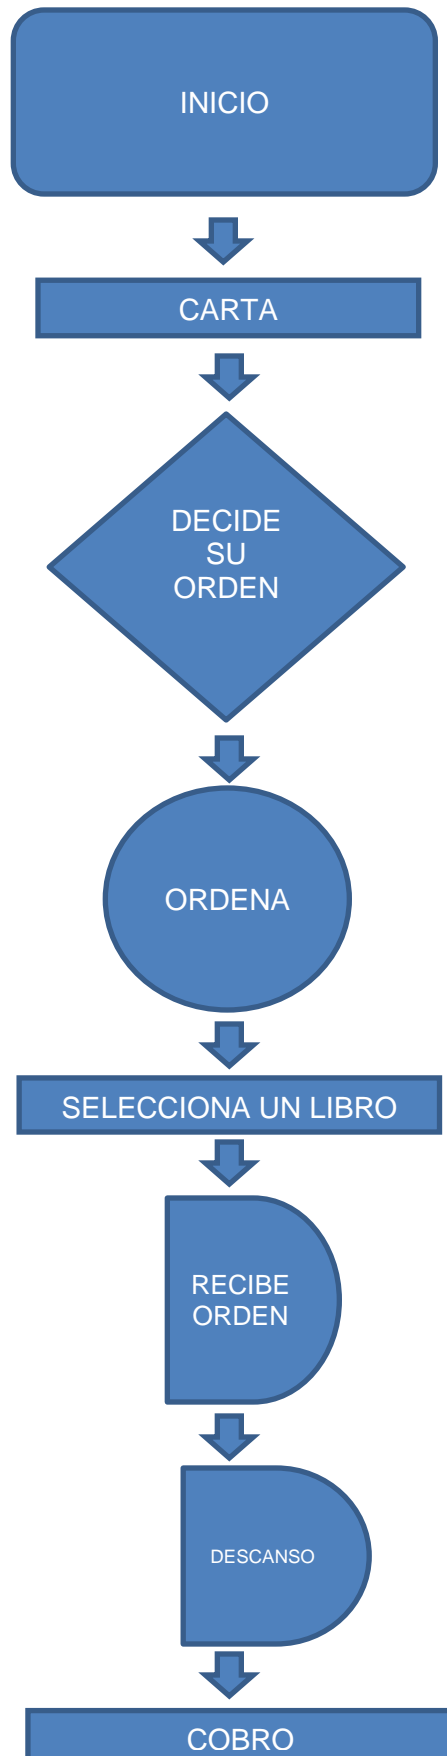 INICIO
CARTA
DECIDE
SU
ORDEN
ORDENA
SELECCIONA UN LIBRO
RECIBE
ORDEN
DESCANSO
COBRO